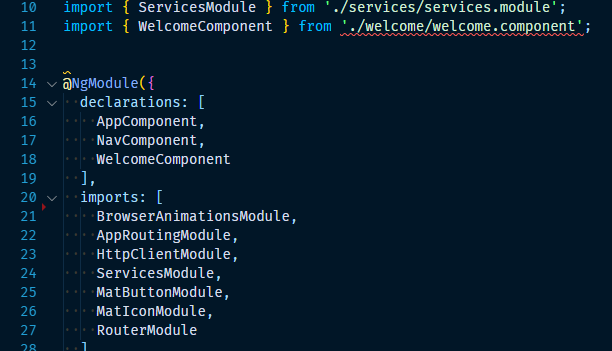 10 import { ServicesModule } from './services/services.module';
11 import { WelcomeComponent } from './welcome/welcome.component';
12
13
14 @NgModule({
15 declarations: [
16 AppComponent,
17 NavComponent,
18 WelcomeComponent
19 ],
20 imports: [
21 BrowserAnimationsModule,
22 AppRoutingModule,
23 HttpClientModule,
24 ServicesModule,
25 MatButtonModule,
26 MatIconModule,
27 RouterModule
28 ]